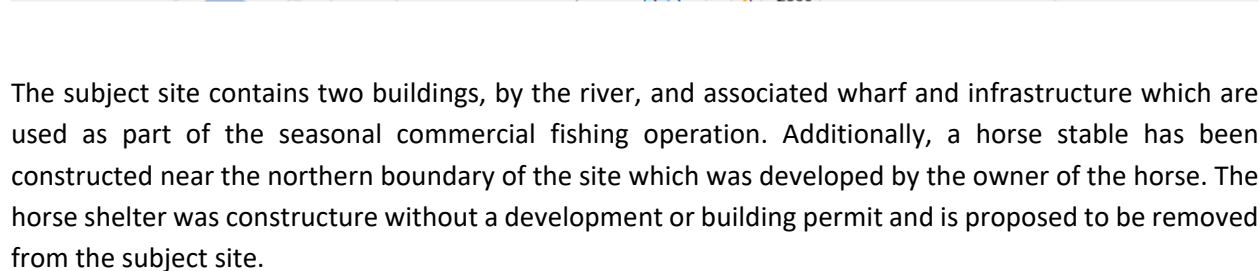 The subject site contains two buildings, by the river, and associated wharf and infrastructure which are
used as part of the seasonal commercial fishing operation. Additionally, a horse stable has been
constructed near the northern boundary of the site which was developed by the owner of the horse. The
horse shelter was constructure without a development or building permit and is proposed to be removed
from the subject site.